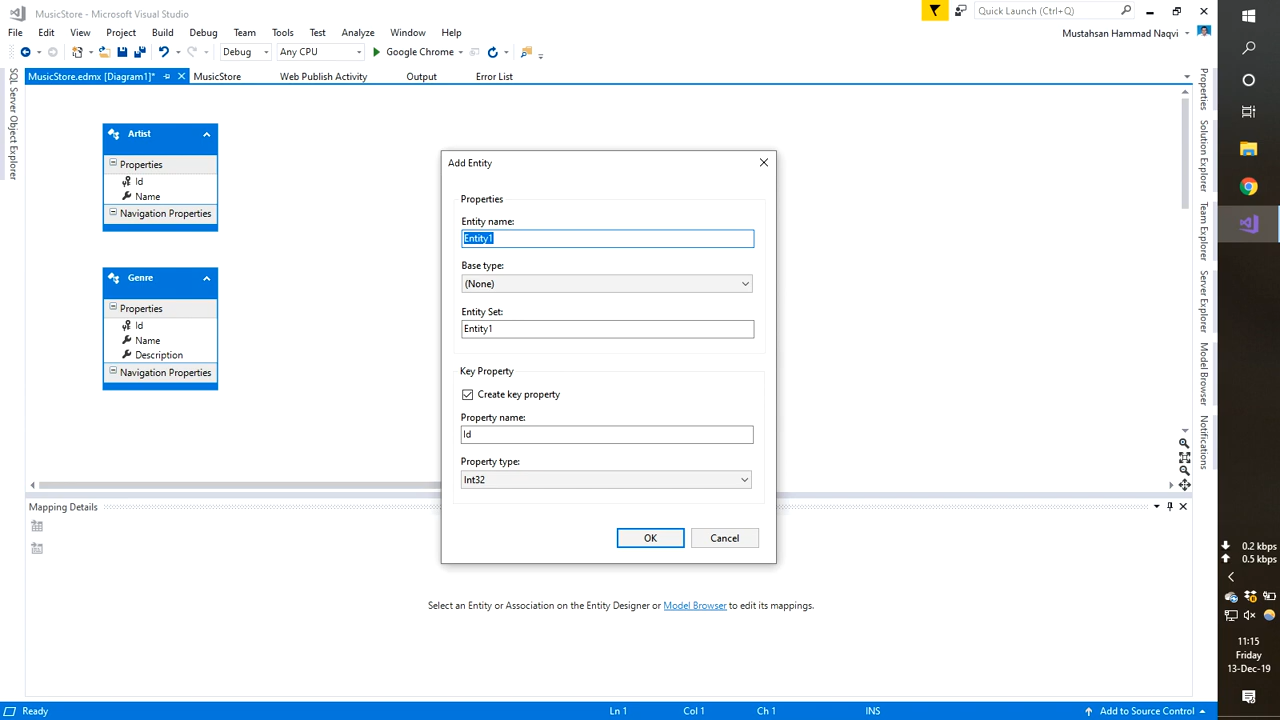 MusicStore - Microsoft Visual Studio
Quick Launch (Ctrl+Q)
File Edit View Project Build Debug Team Tools Test Analyze Window Help
Mustahsan Hammad Naqvi
Debug Any CPU Google Chrome
MusicStore.edmx [Diagram1]* MusicStore Web Publish Activity Output Error List
SQL Server Object Explorer
Artist
Properties
Id
Name
Navigation Properties
Genre
Properties
Id
Name
Description
Navigation Properties
Add Entity
Properties
Entity name:
Entity1
Base type:
(None)
Entity Set:
Entity1
Key Property
Create key property
Property name:
Id
Property type:
Int32
OK Cancel
Properties
Solution Explorer
Team Explorer
Server Explorer
Model Browser
Notifications
Mapping Details
Select an Entity or Association on the Entity Designer or Model Browser to edit its mappings.
Ready Ln 1 Col 1 Ch 1 INS Add to Source Control
0.2 kbps
0.5 kbps
11:15
Friday
13-Dec-19